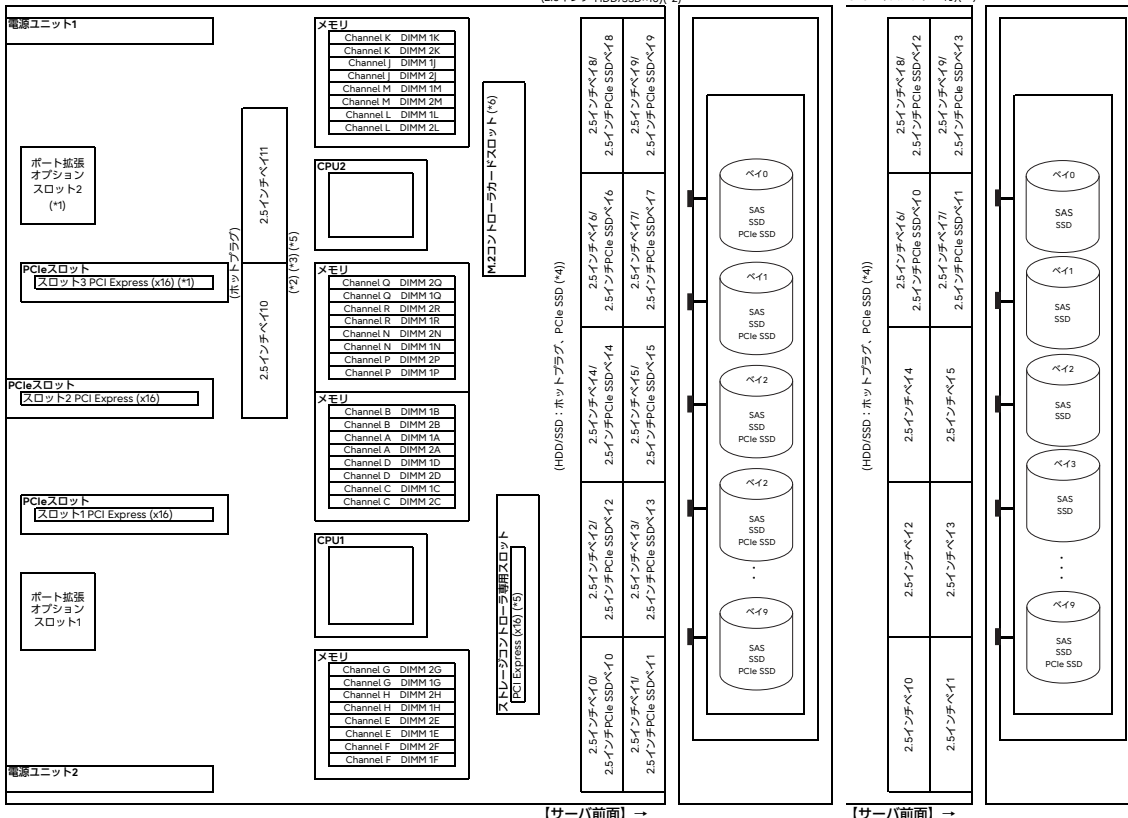 電源ユニット1
ポート拡張
オプション
スロット2
(*1)
PCIeスロット
スロット3 PCI Express (x16) (*1)
PCIeスロット
スロット2 PCI Express (x16)
PCIeスロット
スロット1 PCI Express (x16)
ポート拡張
オプション
スロット1
電源ユニット2
(ホットプラグ)
2.5インチベイ11
2.5インチベイ10
(*2) (*3) (*5)
メモリ
Channel K DIMM 1K
Channel K DIMM 2K
Channel J DIMM 1J
Channel J DIMM 2J
Channel M DIMM 1M
Channel M DIMM 2M
Channel L DIMM 1L
Channel L DIMM 2L
CPU2
メモリ
Channel Q DIMM 2Q
Channel Q DIMM 1Q
Channel R DIMM 2R
Channel R DIMM 1R
Channel N DIMM 2N
Channel N DIMM 1N
Channel P DIMM 2P
Channel P DIMM 1P
メモリ
Channel B DIMM 1B
Channel B DIMM 2B
Channel A DIMM 1A
Channel A DIMM 2A
Channel D DIMM 1D
Channel D DIMM 2D
Channel C DIMM 1C
Channel C DIMM 2C
CPU1
メモリ
Channel G DIMM 2G
Channel G DIMM 1G
Channel H DIMM 2H
Channel H DIMM 1H
Channel E DIMM 2E
Channel E DIMM 1E
Channel F DIMM 2F
Channel F DIMM 1F
M.2コントローラカードスロット (*6)
ストレージコントローラ専用スロット
PCI Express (x16) (*5)
(HDD/SSD：ホットプラグ、PCIe SSD (*4))
2.5インチベイ8/
2.5インチPCIe SSDベイ8
2.5インチベイ9/
2.5インチPCIe SSDベイ9
2.5インチベイ6/
2.5インチPCIe SSDベイ6
2.5インチベイ7/
2.5インチPCIe SSDベイ7
2.5インチベイ4/
2.5インチPCIe SSDベイ4
2.5インチベイ5/
2.5インチPCIe SSDベイ5
2.5インチベイ2/
2.5インチPCIe SSDベイ2
2.5インチベイ3/
2.5インチPCIe SSDベイ3
2.5インチベイ0/
2.5インチPCIe SSDベイ0
2.5インチベイ1/
2.5インチPCIe SSDベイ1
【サーバ前面】→
ベイ0
SAS
SSD
PCIe SSD
ベイ1
SAS
SSD
PCIe SSD
ベイ2
SAS
SSD
PCIe SSD
ベイ2
SAS
SSD
PCIe SSD
ベイ9
SAS
SSD
PCIe SSD
(HDD/SSD：ホットプラグ、PCIe SSD (*4))
2.5インチベイ8/
2.5インチPCIe SSDベイ2
2.5インチベイ9/
2.5インチPCIe SSDベイ3
2.5インチベイ6/
2.5インチPCIe SSDベイ0
2.5インチベイ7/
2.5インチPCIe SSDベイ1
2.5インチベイ4
2.5インチベイ5
2.5インチベイ2
2.5インチベイ3
2.5インチベイ0
2.5インチベイ1
【サーバ前面】→
ベイ0
SAS
SSD
ベイ1
SAS
SSD
ベイ2
SAS
SSD
ベイ3
SAS
SSD
ベイ9
SAS
SSD
PCIe SSD